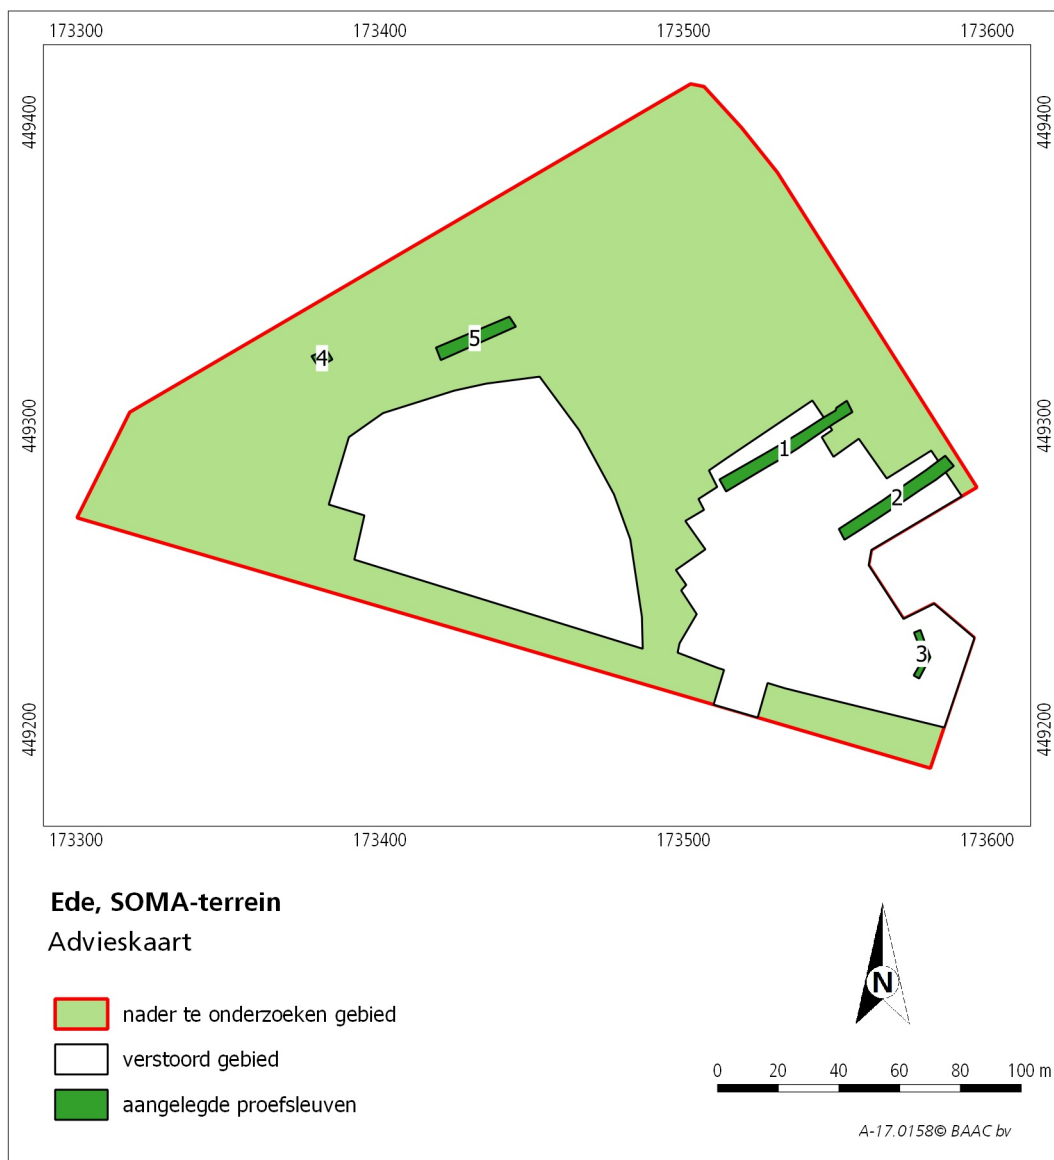 173300 173400 173500 173600
449400 449400
5
4
449300 449300
1
2
3
449200 449200
173300 173400 173500 173600
Ede, SOMA-terrein
Advieskaart
N
nader te onderzoeken gebied
verstoord gebied
aangelegde proefsleuven
0 20 40 60 80 100 m
A-17.0158© BAAC bv